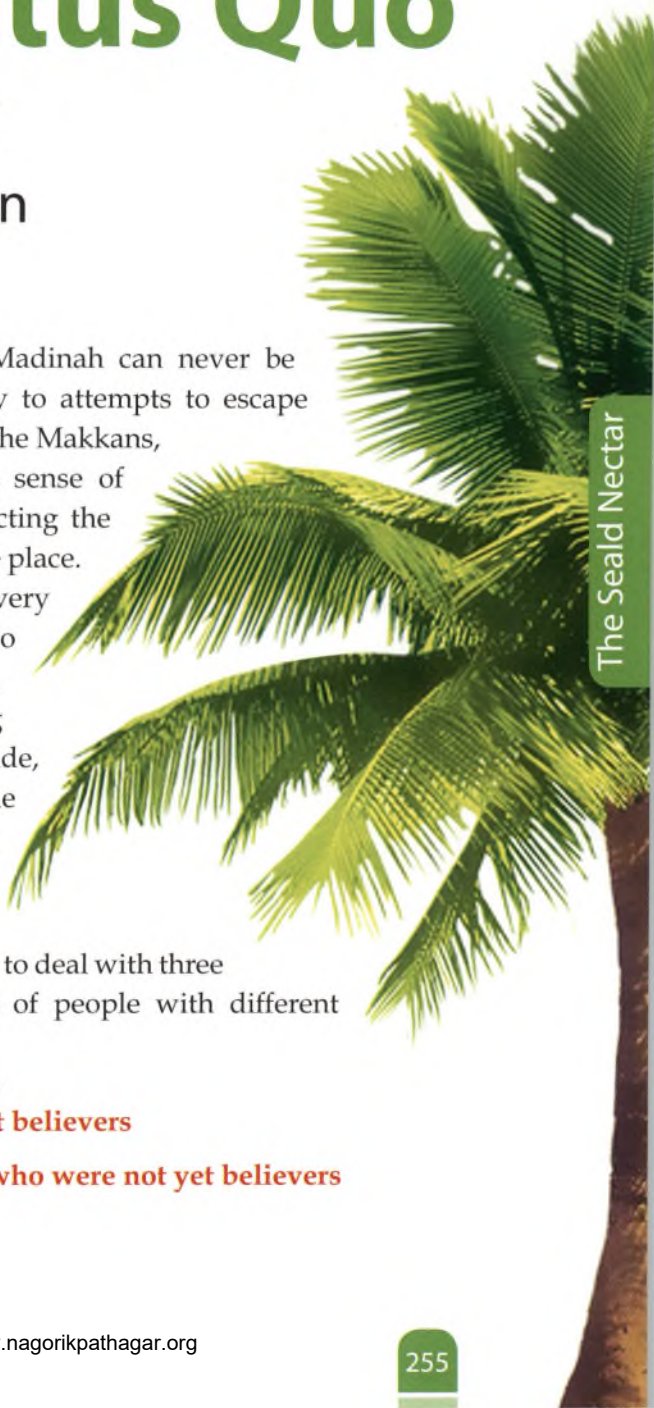 tus Quo
n
Madinah can never be
y to attempts to escape
he Makkans,
sense of
cting the
place.
very
o
g
de,
e
to deal with three
of people with different
t believers
who were not yet believers
The Seald Nectar
.nagorikpathagar.org
255